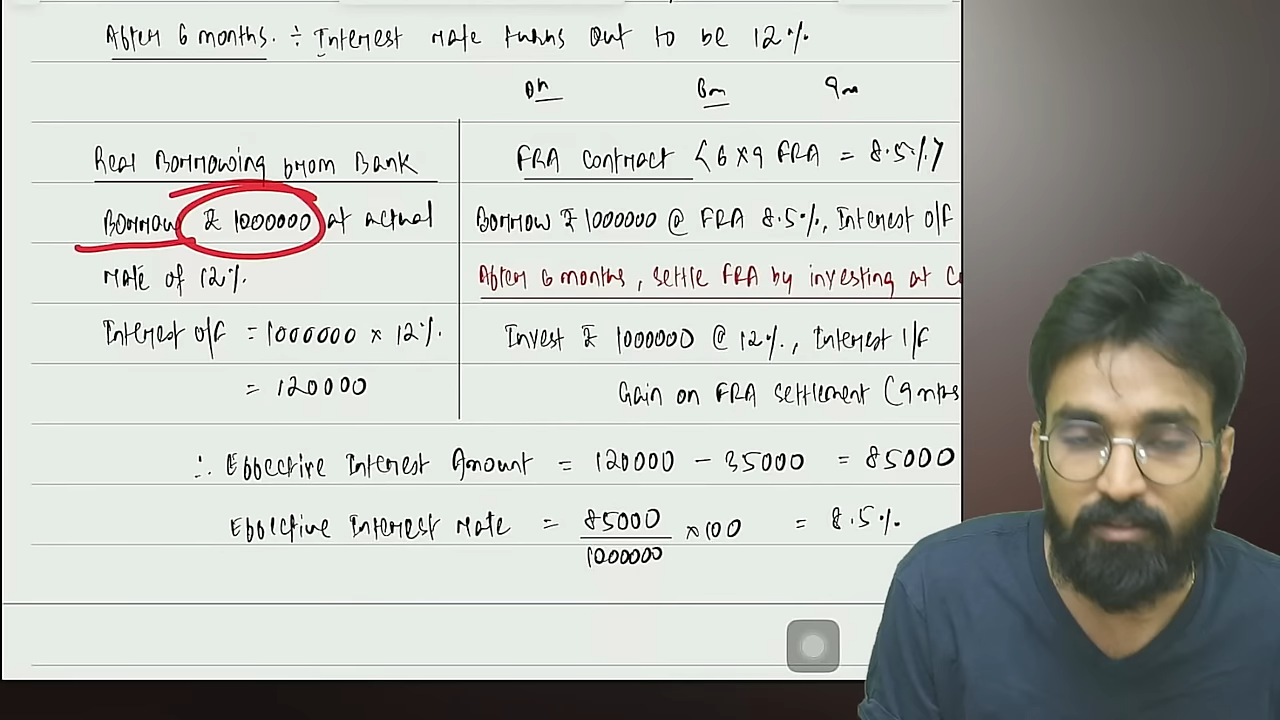 After 6 months. ÷ Interest rate turns out to be 12%
0n 6m 9m
Real Borrowing from Bank
Borrow ₹ 1000000 at actual
rate of 12%.
Interest o/f = 1000000 x 12%.
= 120000
FRA contract <6x9 FRA = 8.5%>
Borrow ₹ 1000000 @ FRA 8.5%, Interest o/f
After 6 months, settle FRA by investing at
Invest ₹ 1000000 @ 12%, Interest I/F
Gain on FRA settlement (9 mths
∴ Effective Interest Amount = 120000 - 35000 = 85000
Effective Interest Rate = 85000 / 1000000 x 100 = 8.5%